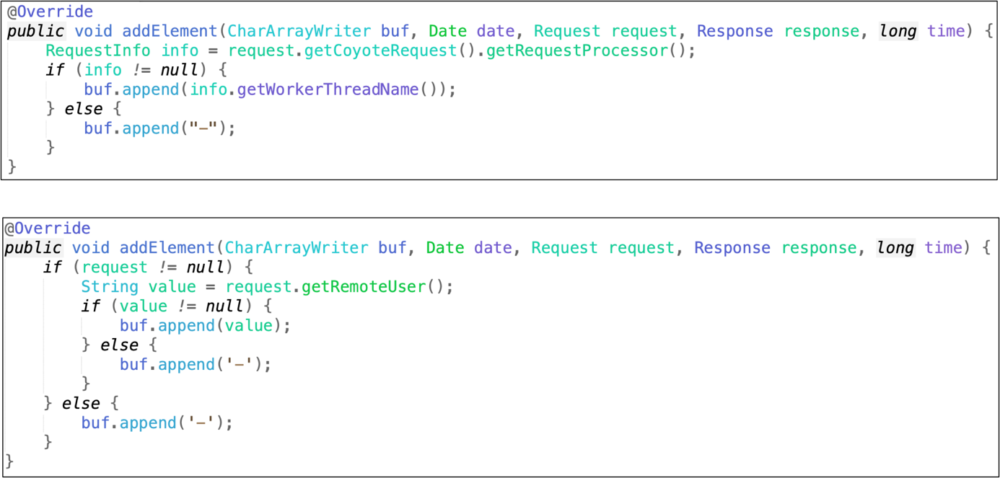 @Override
public void addElement(CharArrayWriter buf, Date date, Request request, Response response, long time) {
    RequestInfo info = request.getCoyoteRequest().getRequestProcessor();
    if (info != null) {
        buf.append(info.getWorkerThreadName());
    } else {
        buf.append("-");
    }
}
@Override
public void addElement(CharArrayWriter buf, Date date, Request request, Response response, long time) {
    if (request != null) {
        String value = request.getRemoteUser();
        if (value != null) {
            buf.append(value);
        } else {
            buf.append('-');
        }
    } else {
        buf.append('-');
    }
}